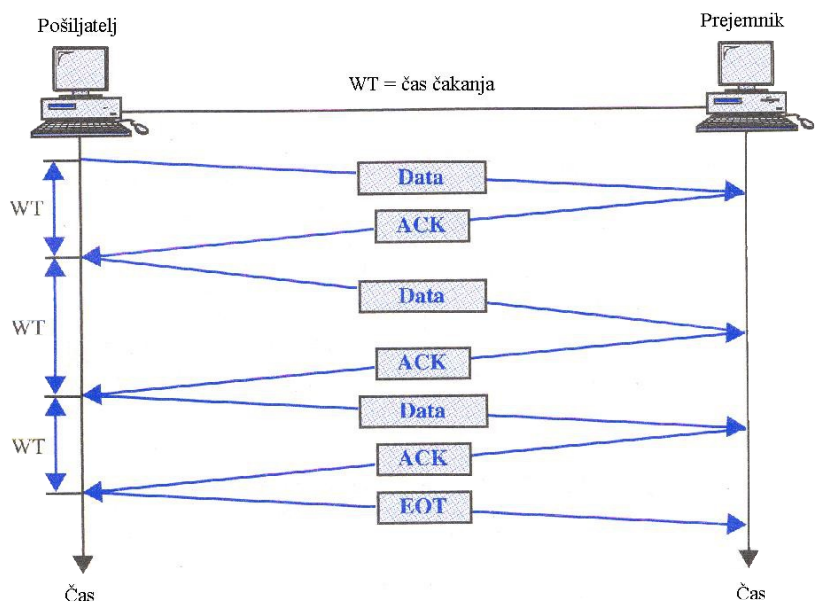 Pošiljatelj
Prejemnik
WT = čas čakanja
Data
WT
ACK
Data
WT
ACK
Data
WT
ACK
EOT
Čas
Čas